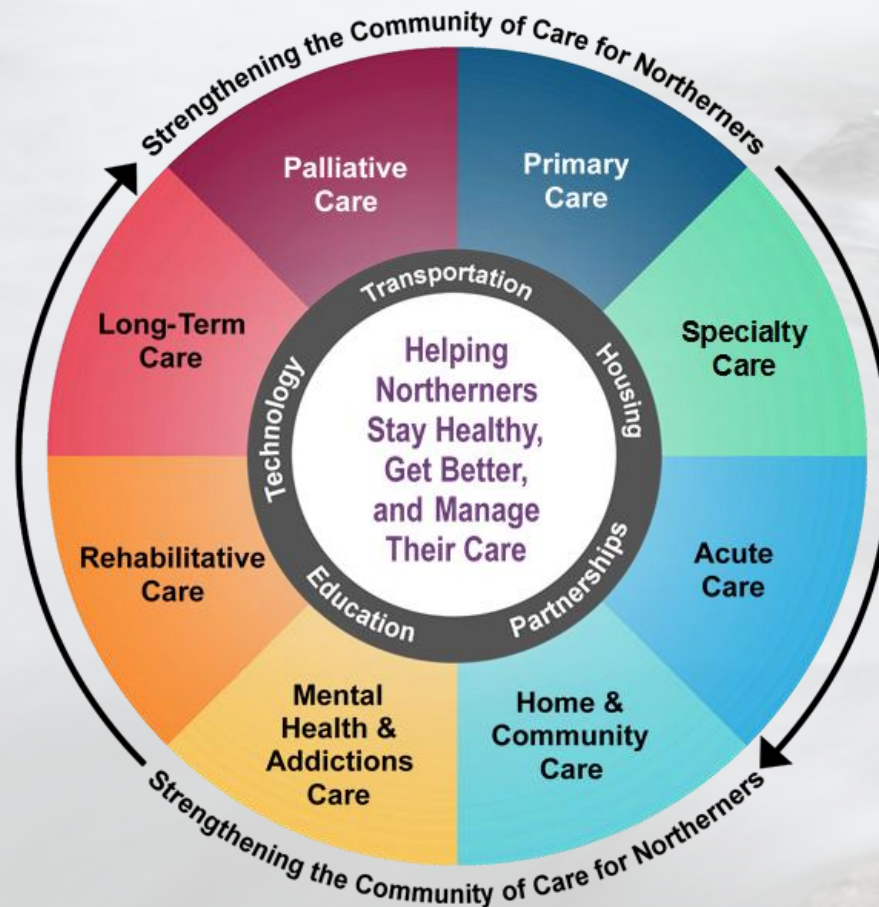 Strengthening the Community of Care for Northerners
Palliative
Care
Primary
Care
Specialty
Care
Acute
Care
Home &
Community
Care
Mental
Health &
Addictions
Care
Rehabilitative
Care
Long-Term
Care
Transportation
Housing
Partnerships
Education
Technology
Helping
Northerners
Stay Healthy,
Get Better,
and Manage
Their Care
Strengthening the Community of Care for Northerners